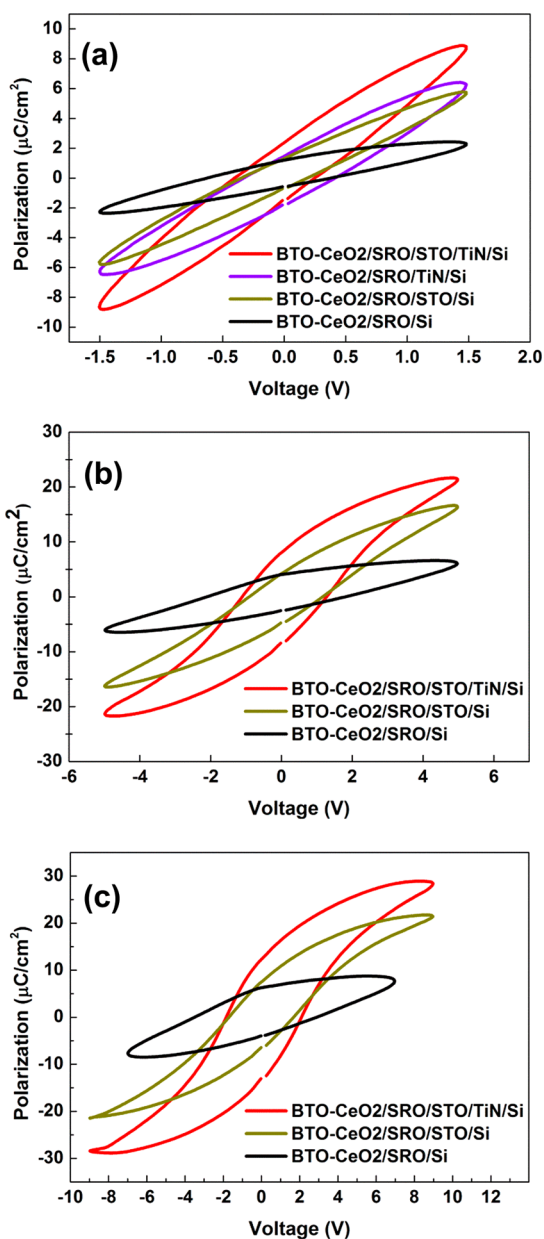 (a)
10
8
6
4
2
0
-2
-4
-6
-8
-10
Polarization (μC/cm²)
BTO-CeO2/SRO/STO/TiN/Si
BTO-CeO2/SRO/TiN/Si
BTO-CeO2/SRO/STO/Si
BTO-CeO2/SRO/Si
-1.5 -1.0 -0.5 0.0 0.5 1.0 1.5 2.0
Voltage (V)
(b)
30
20
10
0
-10
-20
-30
Polarization (μC/cm²)
BTO-CeO2/SRO/STO/TiN/Si
BTO-CeO2/SRO/STO/Si
BTO-CeO2/SRO/Si
-6 -4 -2 0 2 4 6
Voltage (V)
(c)
30
20
10
0
-10
-20
-30
Polarization (μC/cm²)
BTO-CeO2/SRO/STO/TiN/Si
BTO-CeO2/SRO/STO/Si
BTO-CeO2/SRO/Si
-10 -8 -6 -4 -2 0 2 4 6 8 10 12
Voltage (V)